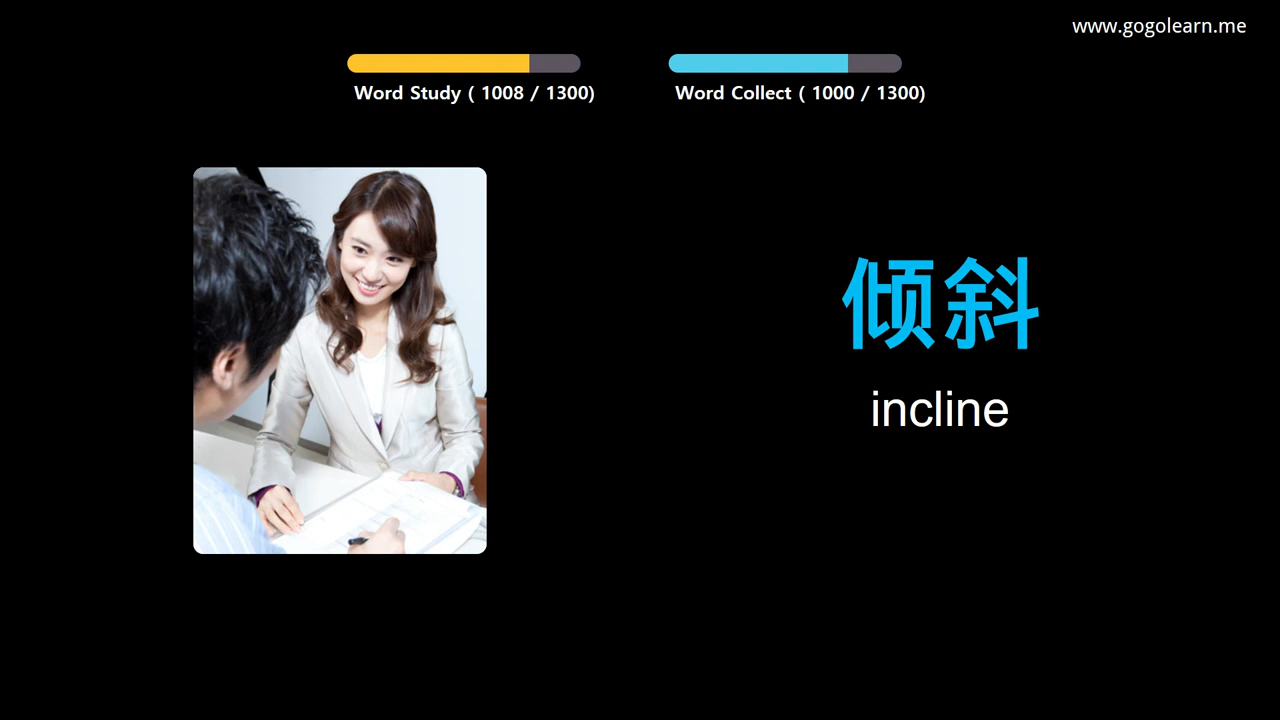 www.gogolearn.me
Word Study ( 1008 / 1300)
Word Collect ( 1000 / 1300)
倾斜
incline